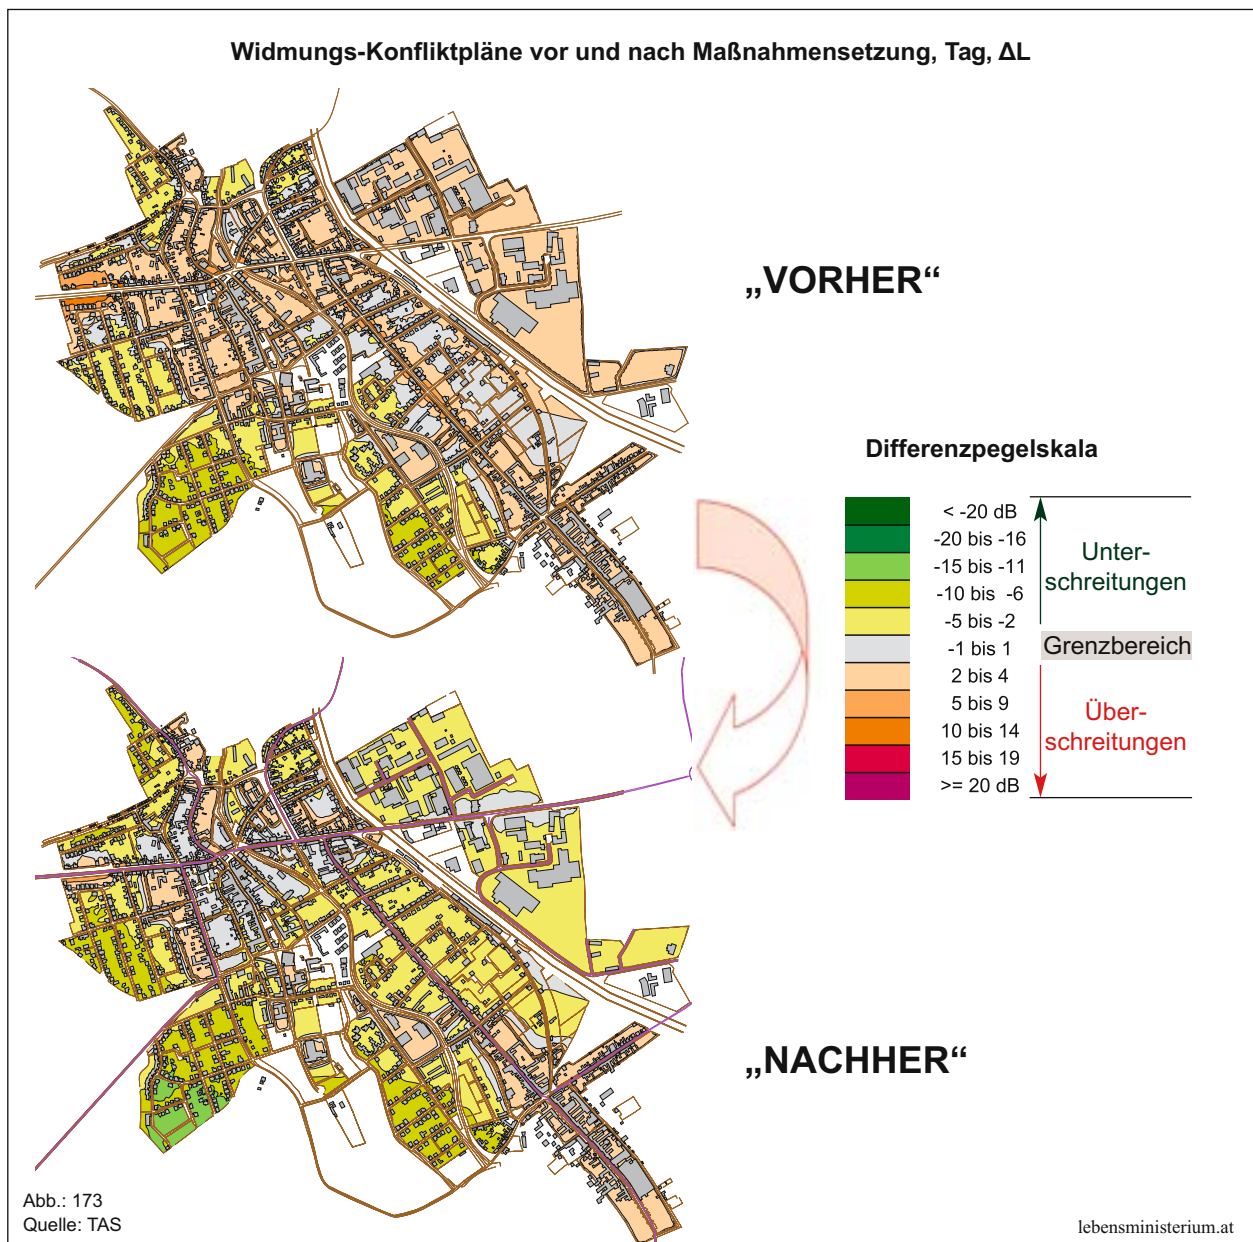 Widmungs-Konfliktpläne vor und nach Maßnahmensetzung, Tag, ΔL
„VORHER“
Differenzpegelskala
< -20 dB
-20 bis -16
-15 bis -11
-10 bis -6
-5 bis -2
-1 bis 1
2 bis 4
5 bis 9
10 bis 14
15 bis 19
>= 20 dB
Unter-
schreitungen
Grenzbereich
Über-
schreitungen
„NACHHER“
Abb.: 173
Quelle: TAS
lebensministerium.at